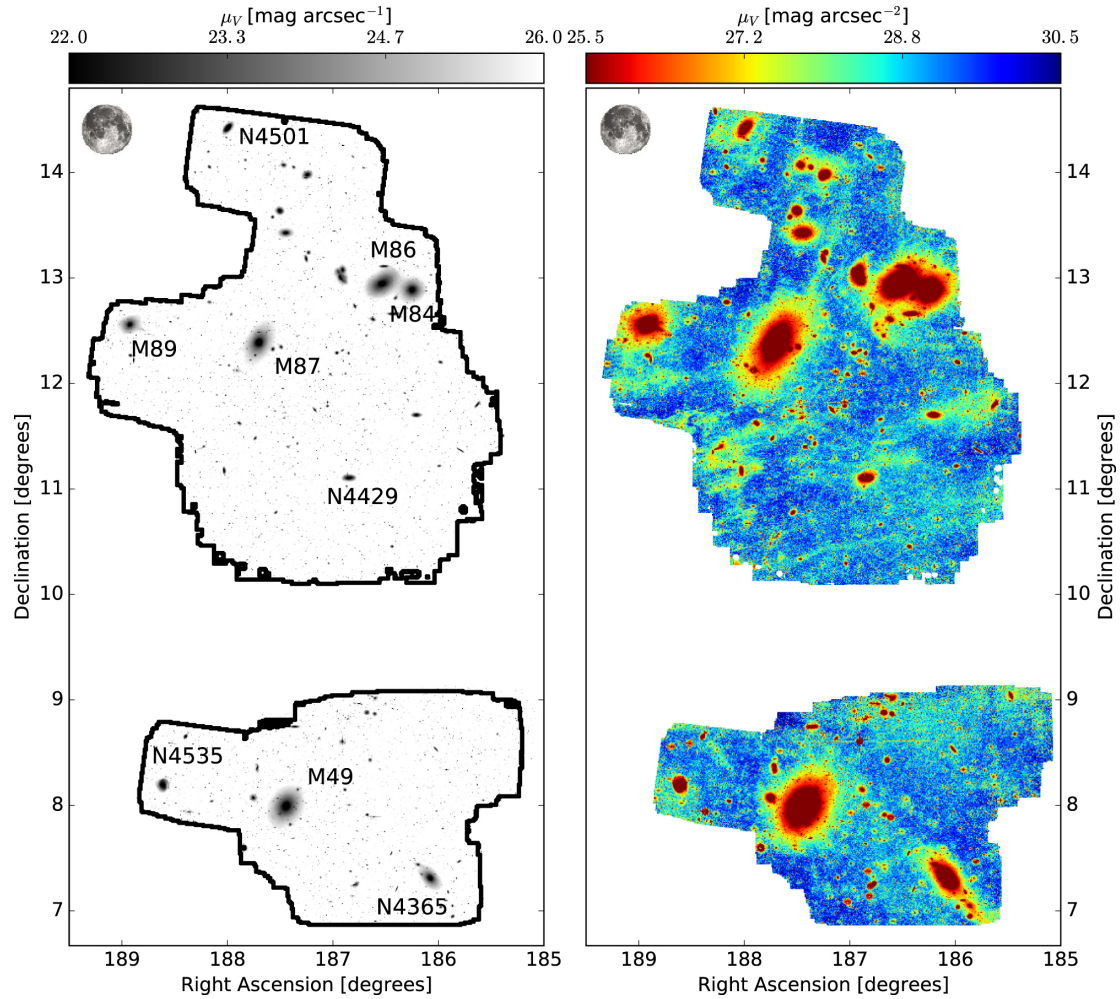 μ_V [mag arcsec⁻¹]
22.0 23.3 24.7 26.0
μ_V [mag arcsec⁻²]
25.5 27.2 28.8 30.5
N4501
M86
M84
M89
M87
N4429
N4535
M49
N4365
14
13
12
11
10
9
8
7
Declination [degrees]
189 188 187 186 185
Right Ascension [degrees]
14
13
12
11
10
9
8
7
Declination [degrees]
189 188 187 186 185
Right Ascension [degrees]